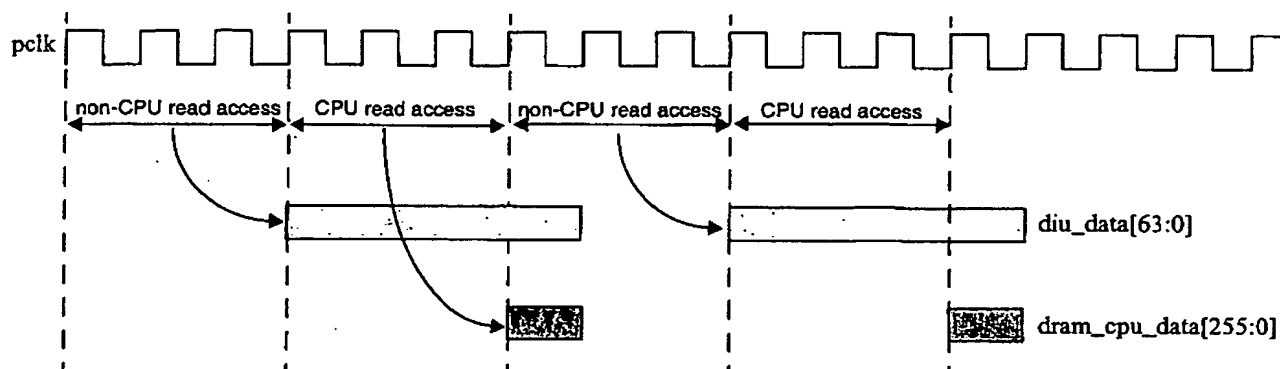 pclk
non-CPU read access CPU read access non-CPU read access CPU read access
diu_data[63:0]
dram_cpu_data[255:0]